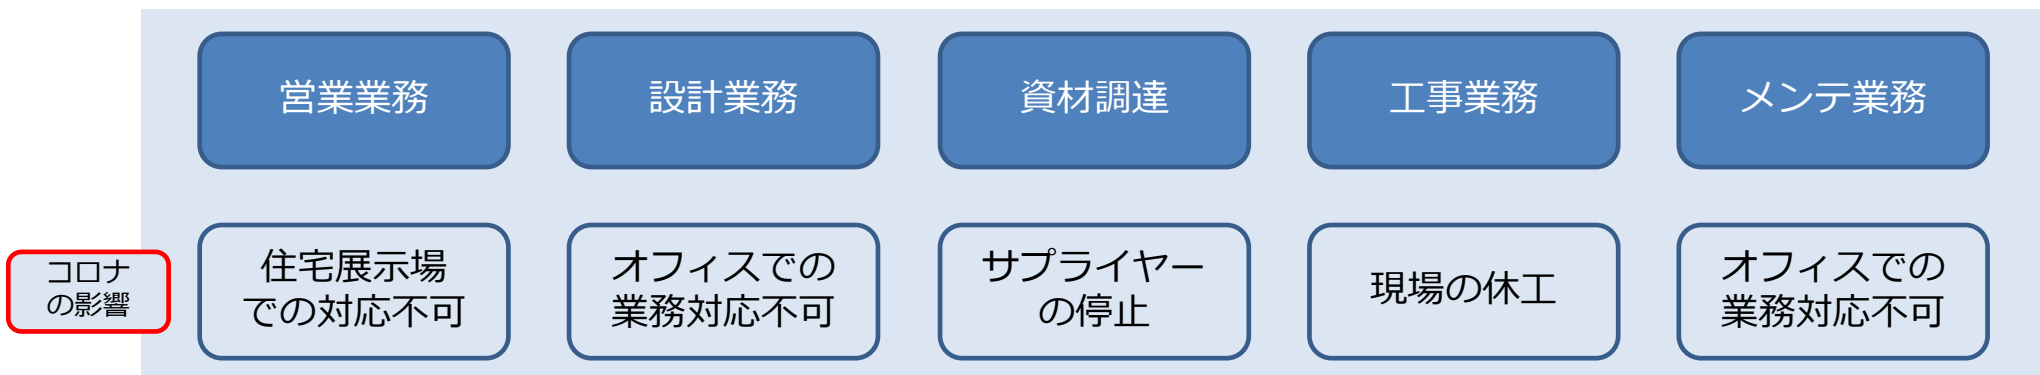 営業業務
設計業務
資材調達
工事業務
メンテ業務
コロナ
の影響
住宅展示場
での対応不可
オフィスでの
業務対応不可
サプライヤー
の停止
現場の休工
オフィスでの
業務対応不可